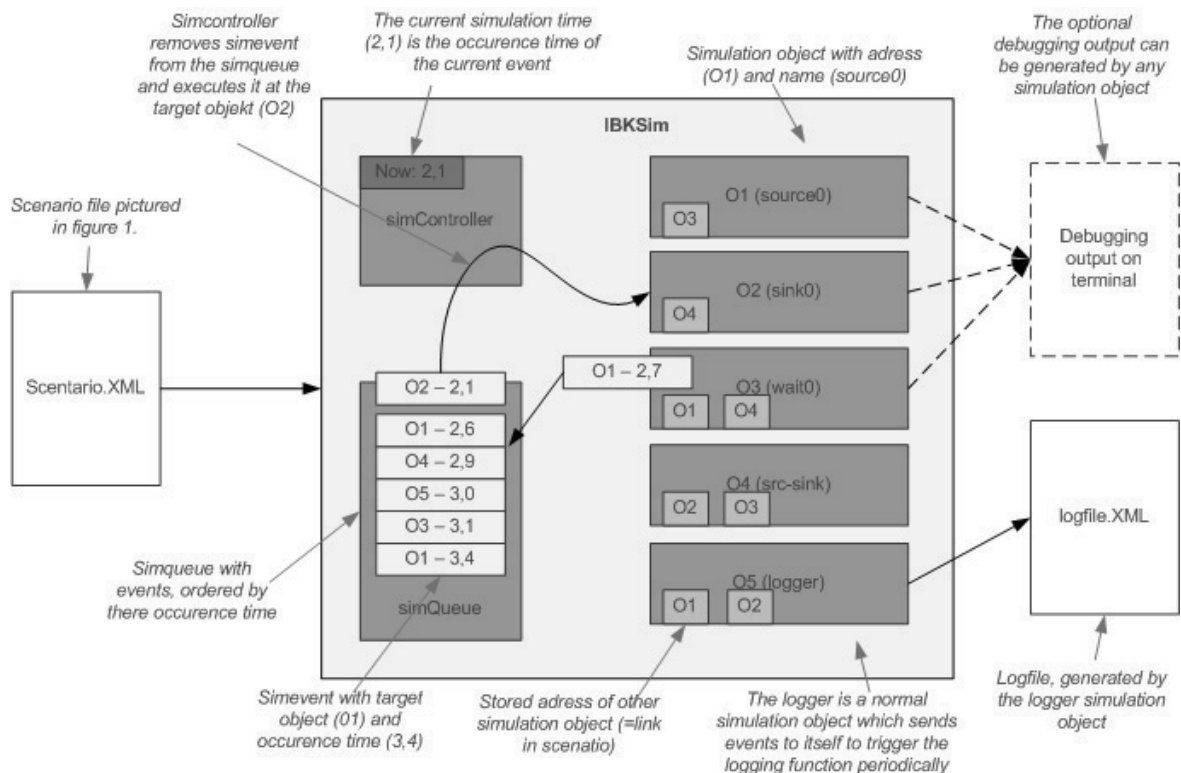 Simcontroller
removes simevent
from the simqueue
and executes it at the
target objekt (O2)
The current simulation time
(2,1) is the occurence time of
the current event
Simulation object with adress
(O1) and name (source0)
The optional
debugging output can
be generated by any
simulation object
Scenario file pictured
in figure 1.
IBKSim
Now: 2,1
simController
O1 (source0)
O3
O2 (sink0)
O4
Debugging
output on
terminal
Scentario.XML
O2 – 2,1
O1 – 2,7
O3 (wait0)
O1
O4
O1 – 2,6
O4 – 2,9
O5 – 3,0
O3 – 3,1
O1 – 3,4
simQueue
O4 (src-sink)
O2
O3
O5 (logger)
O1
O2
logfile.XML
Simqueue with
events, ordered by
there occurence time
Simevent with target
object (01) and
occurence time (3,4)
Stored adress of other
simulation object (=link
in scenatio)
The logger is a normal
simulation object which sends
events to itself to trigger the
logging function periodically
Logfile, generated by
the logger simulation
object